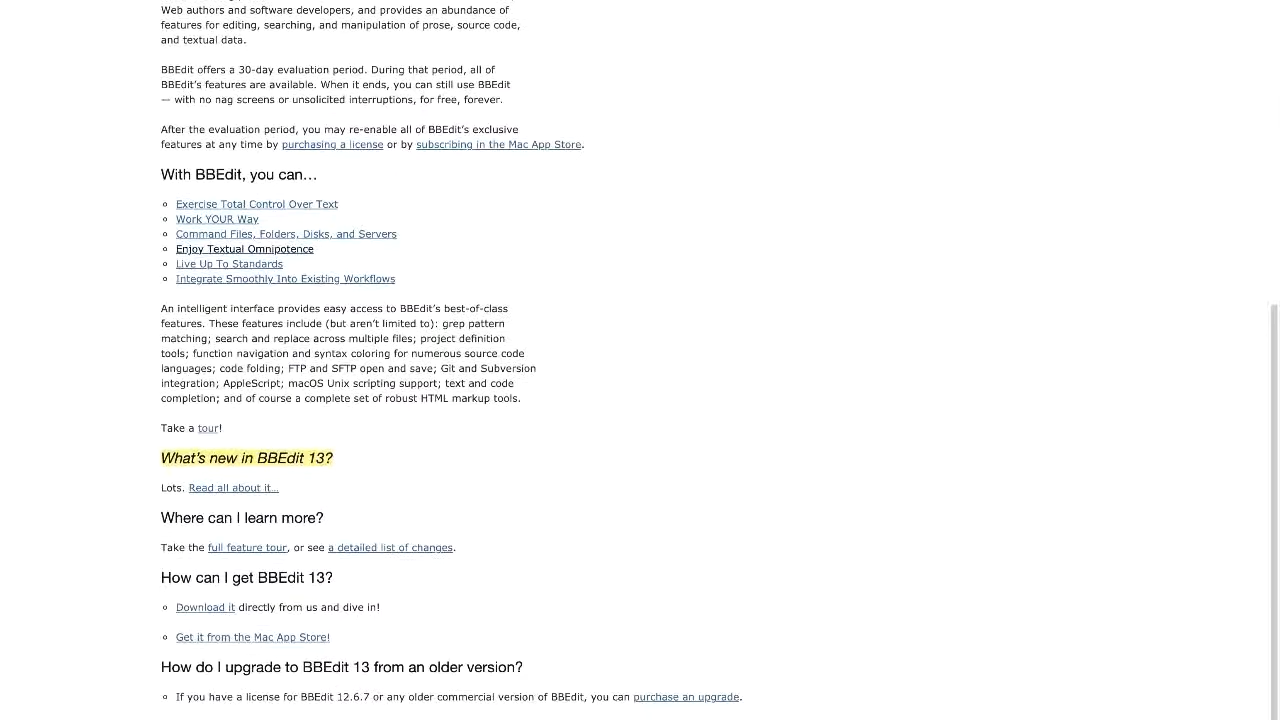 Web authors and software developers, and provides an abundance of
features for editing, searching, and manipulation of prose, source code,
and textual data.
BBEdit offers a 30-day evaluation period. During that period, all of
BBEdit’s features are available. When it ends, you can still use BBEdit
— with no nag screens or unsolicited interruptions, for free, forever.
After the evaluation period, you may re-enable all of BBEdit’s exclusive
features at any time by purchasing a license or by subscribing in the Mac App Store.
With BBEdit, you can…
Exercise Total Control Over Text
Work YOUR Way
Command Files, Folders, Disks, and Servers
Enjoy Textual Omnipotence
Live Up To Standards
Integrate Smoothly Into Existing Workflows
An intelligent interface provides easy access to BBEdit’s best-of-class
features. These features include (but aren’t limited to): grep pattern
matching; search and replace across multiple files; project definition
tools; function navigation and syntax coloring for numerous source code
languages; code folding; FTP and SFTP open and save; Git and Subversion
integration; AppleScript; macOS Unix scripting support; text and code
completion; and of course a complete set of robust HTML markup tools.
Take a tour!
What’s new in BBEdit 13?
Lots. Read all about it…
Where can I learn more?
Take the full feature tour, or see a detailed list of changes.
How can I get BBEdit 13?
Download it directly from us and dive in!
Get it from the Mac App Store!
How do I upgrade to BBEdit 13 from an older version?
If you have a license for BBEdit 12.6.7 or any older commercial version of BBEdit, you can purchase an upgrade.